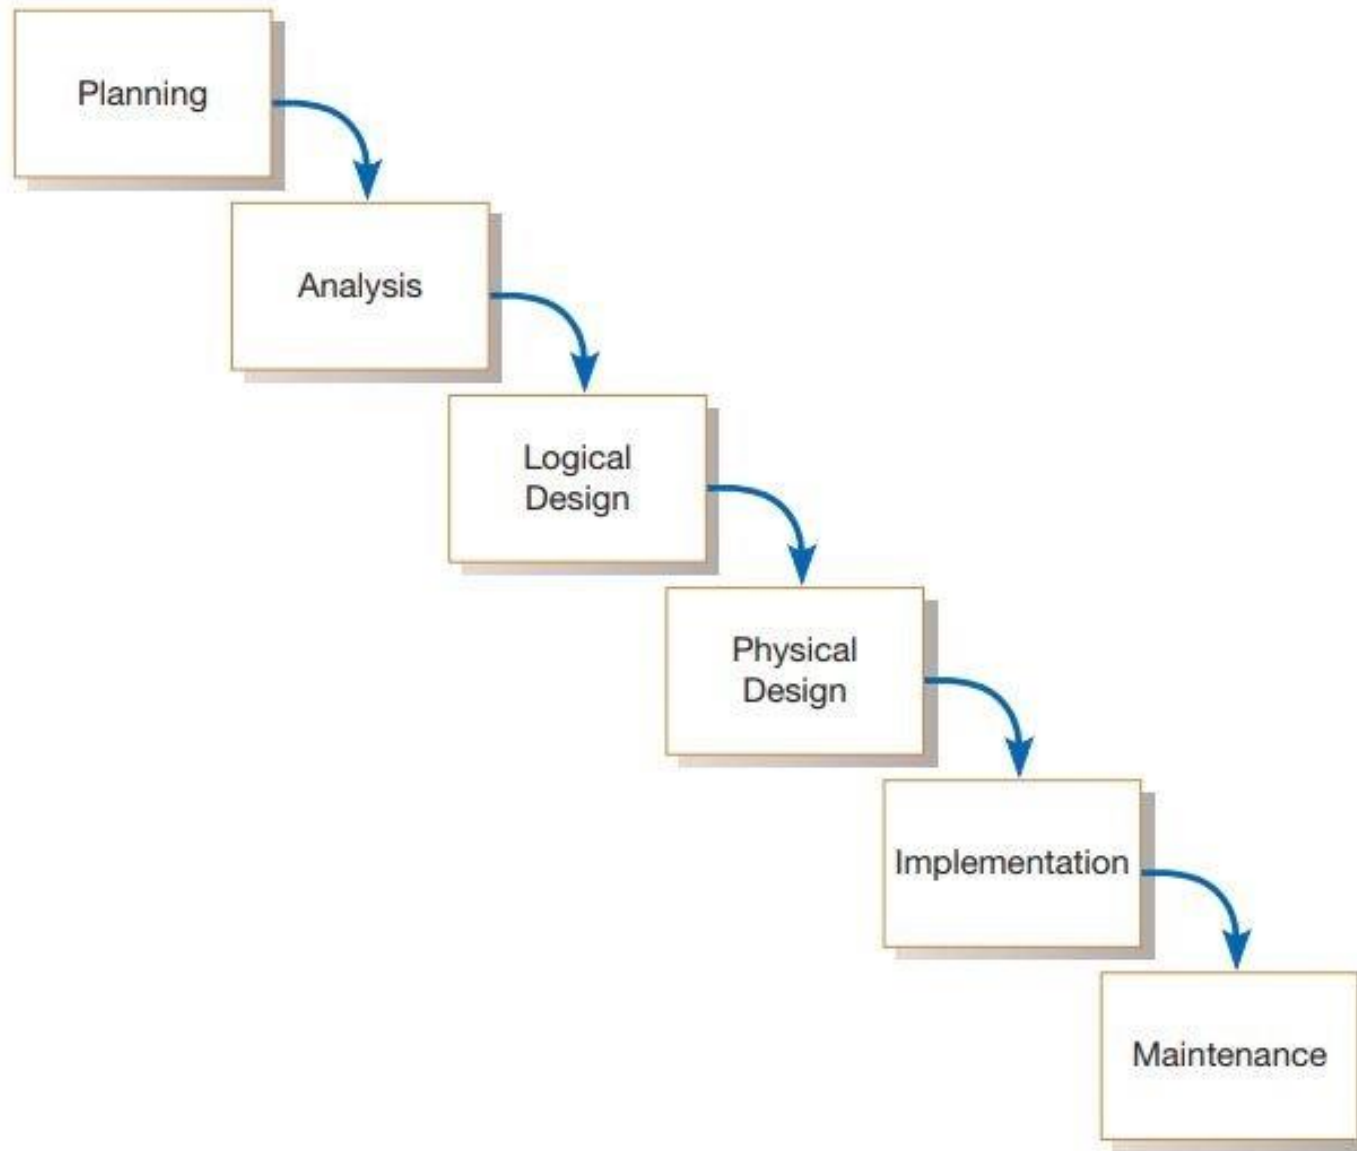 Planning
Analysis
Logical
Design
Physical
Design
Implementation
Maintenance